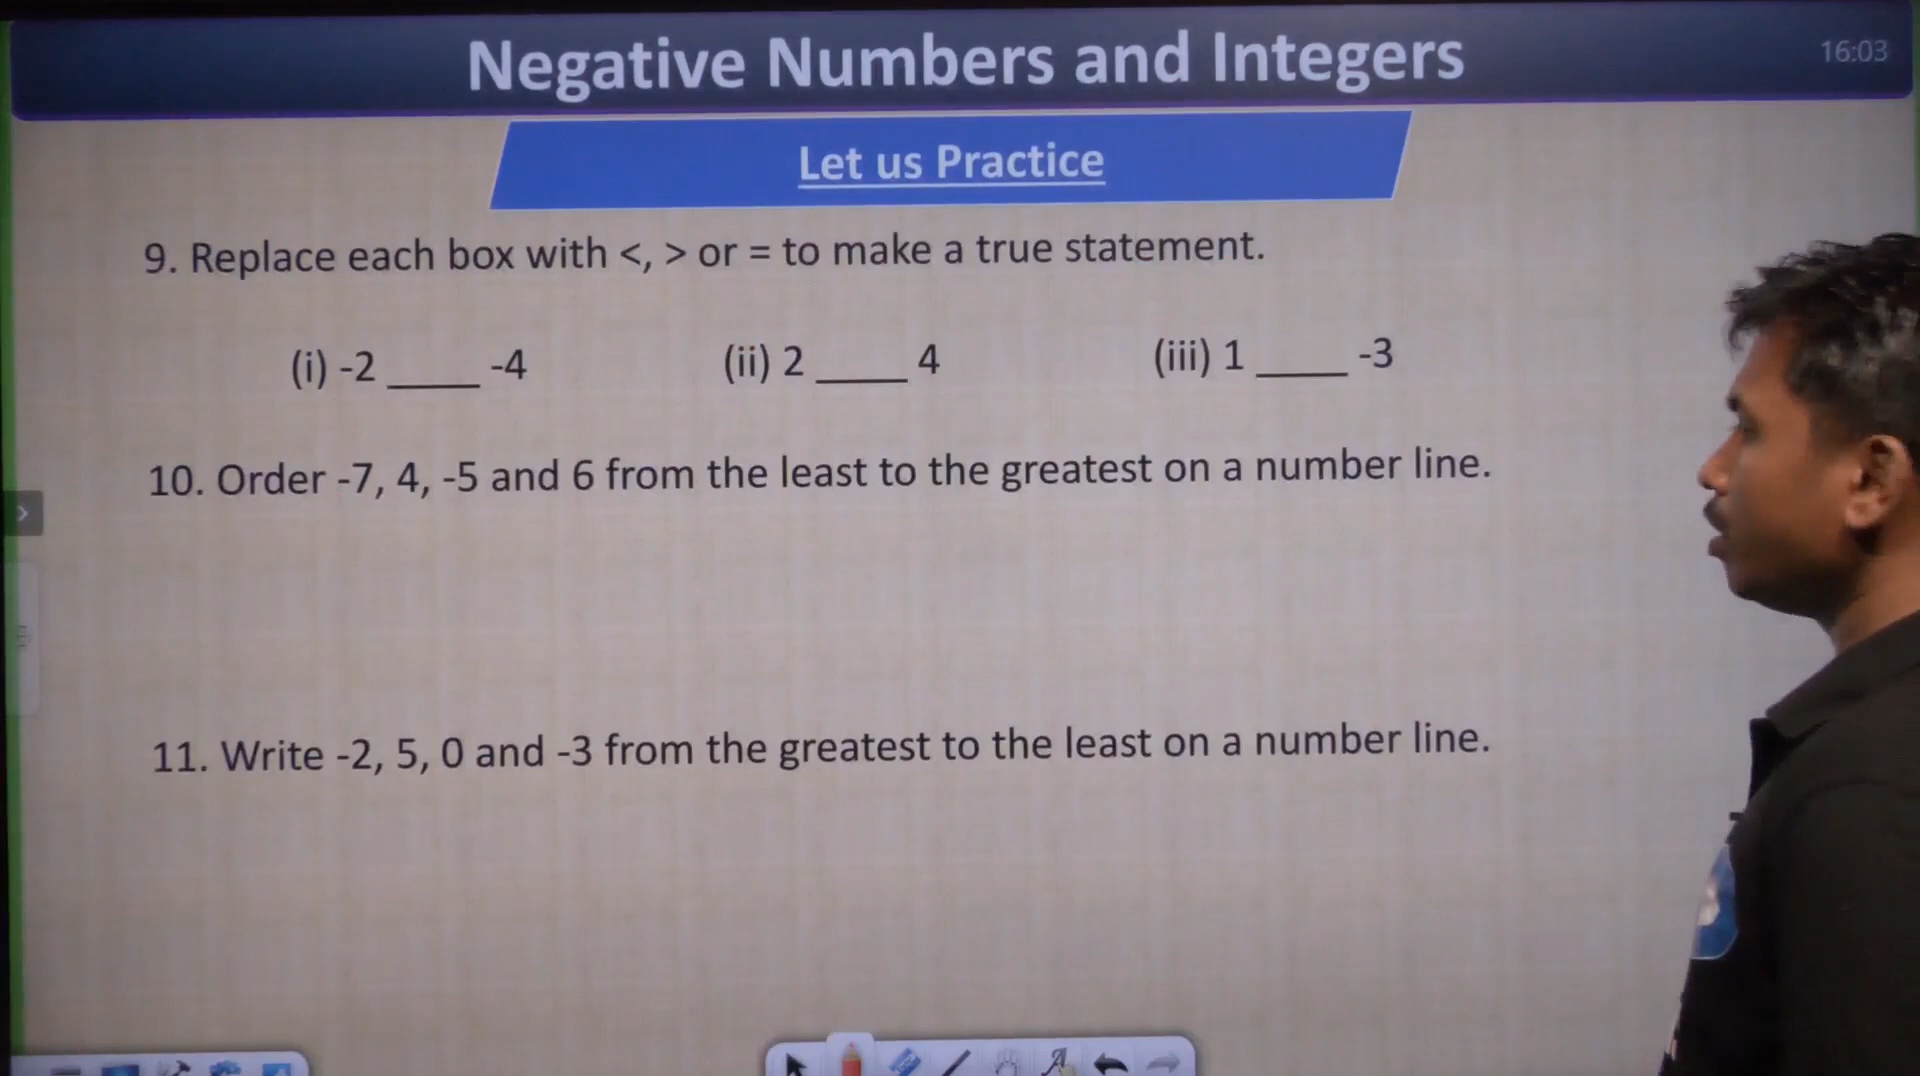 Negative Numbers and Integers
16:03
Let us Practice
9. Replace each box with <, > or = to make a true statement.
(i) -2 ____ -4 (ii) 2 ____ 4 (iii) 1 ____ -3
10. Order -7, 4, -5 and 6 from the least to the greatest on a number line.
11. Write -2, 5, 0 and -3 from the greatest to the least on a number line.